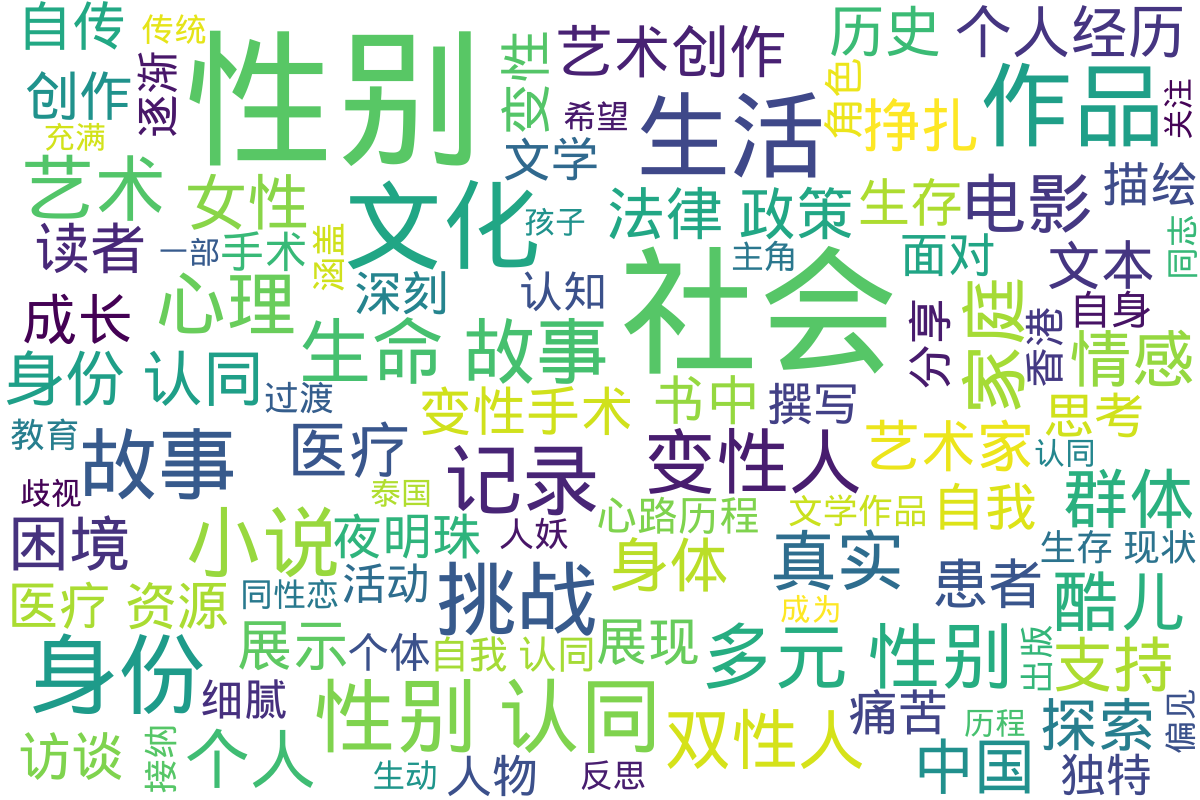 自传
传统
性别
变性
艺术创作
历史
个人经历
创作
逐渐
希望
生活
角色
挣扎
作品
关注
充满
艺术
女性
文化
文学
孩子
法律 政策
生存
电影
描绘
读者
一部
手术
涵盖
深刻
认知
主角
社会
面对
文本
同志
成长
心理
生命 故事
分享
香港
家庭
自身
情感
身份 认同
过渡
变性手术
书中
撰写
思考
教育
故事
医疗
记录
变性人
艺术家
认同
歧视
泰国
群体
困境
小说
夜明珠
人妖
心路历程
文学作品
自我
身体
真实
生存 现状
医疗 资源
同性恋
活动
挑战
患者
酷儿
成为
身份
展示
个体
自我 认同
展现
多元
性别
出版
支持
细腻
性别 认同
双性人
痛苦
历程
探索
偏见
访谈
接纳
个人
生动
人物
反思
中国
独特